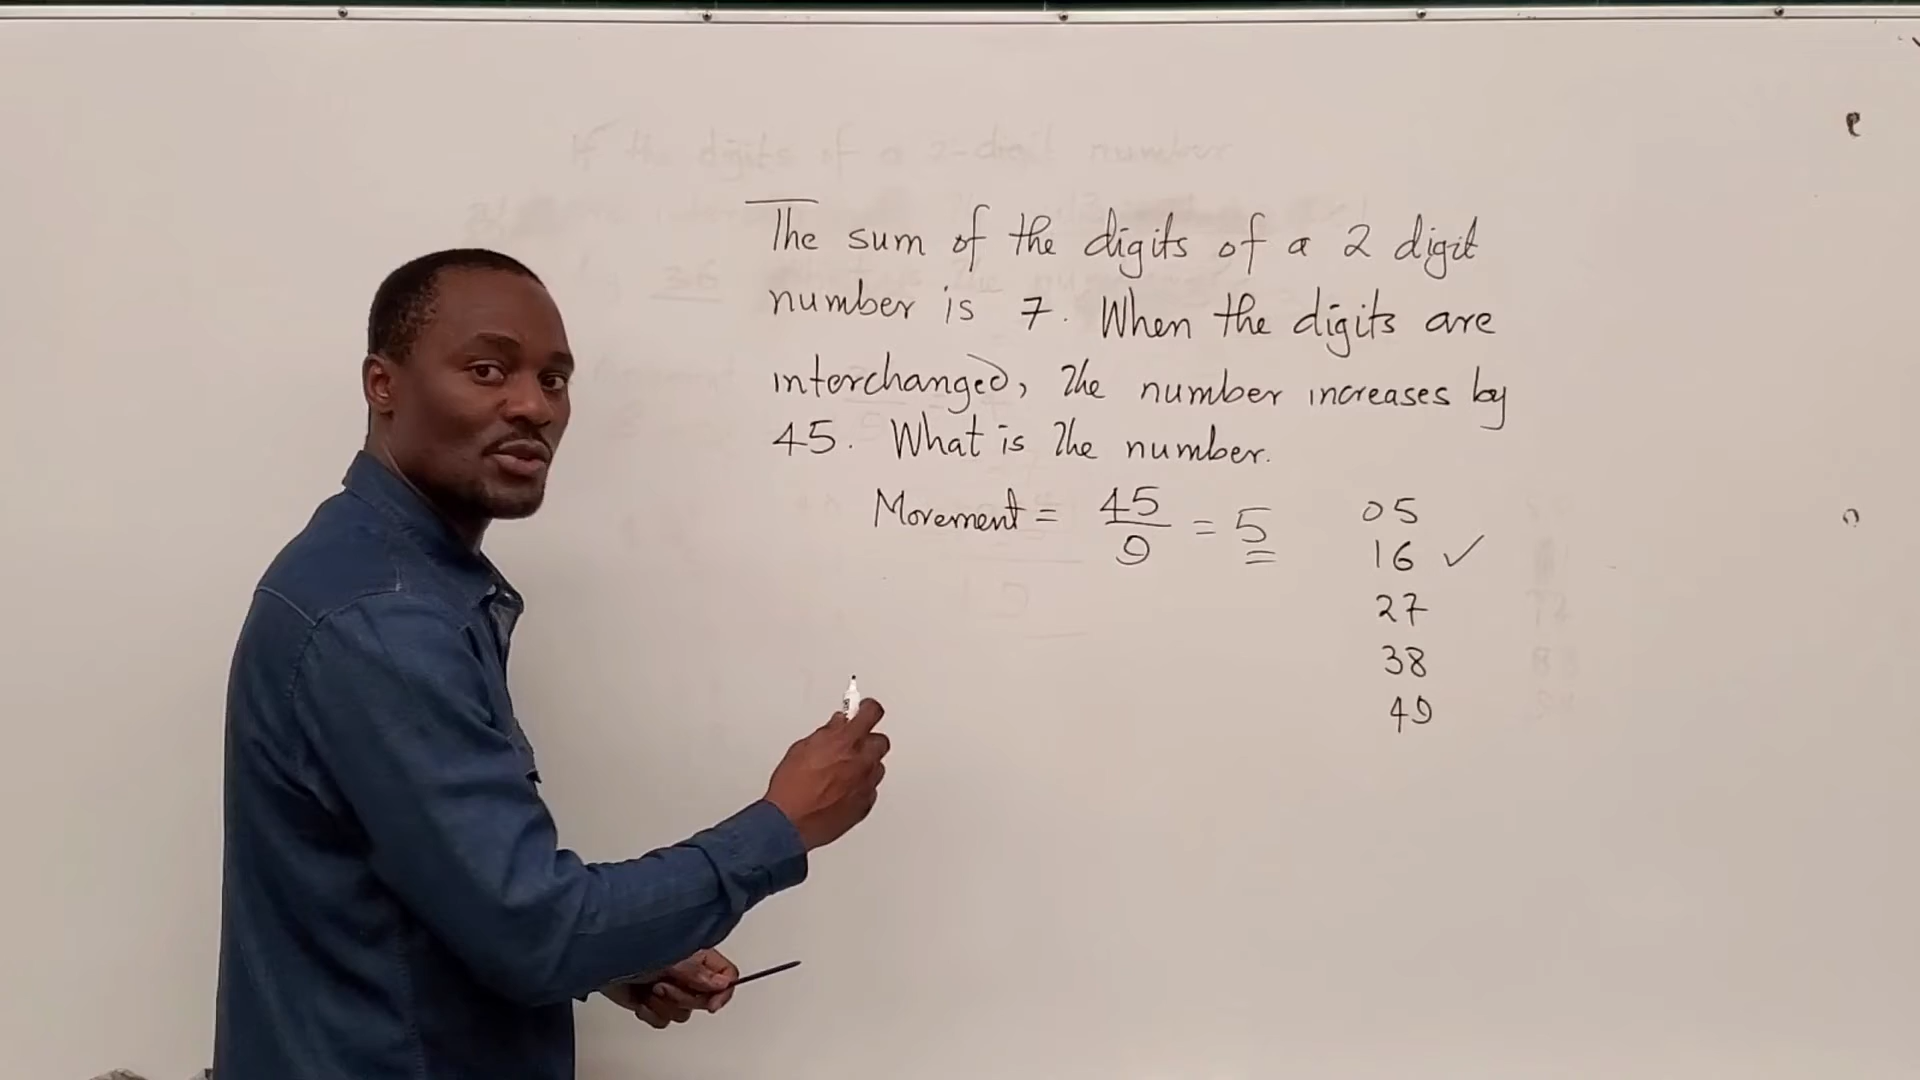 The sum of the digits of a 2 digit
number is 7. When the digits are
interchanged, the number increases by
45. What is the number.
Movement = 45/9 = 5
05
16 ✓
27
38
49